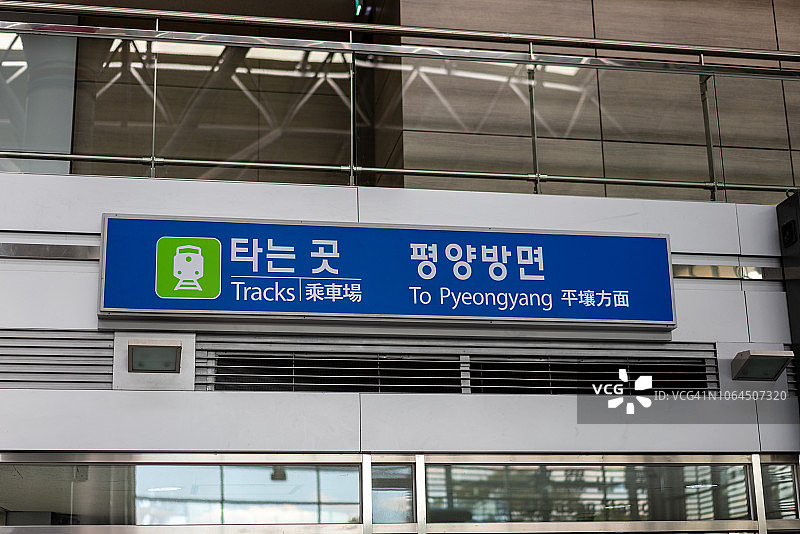 타는 곳 평양방면
Tracks 乘車場 To Pyeongyang 平壤方面
VCG
ID: VCG41N1064507320